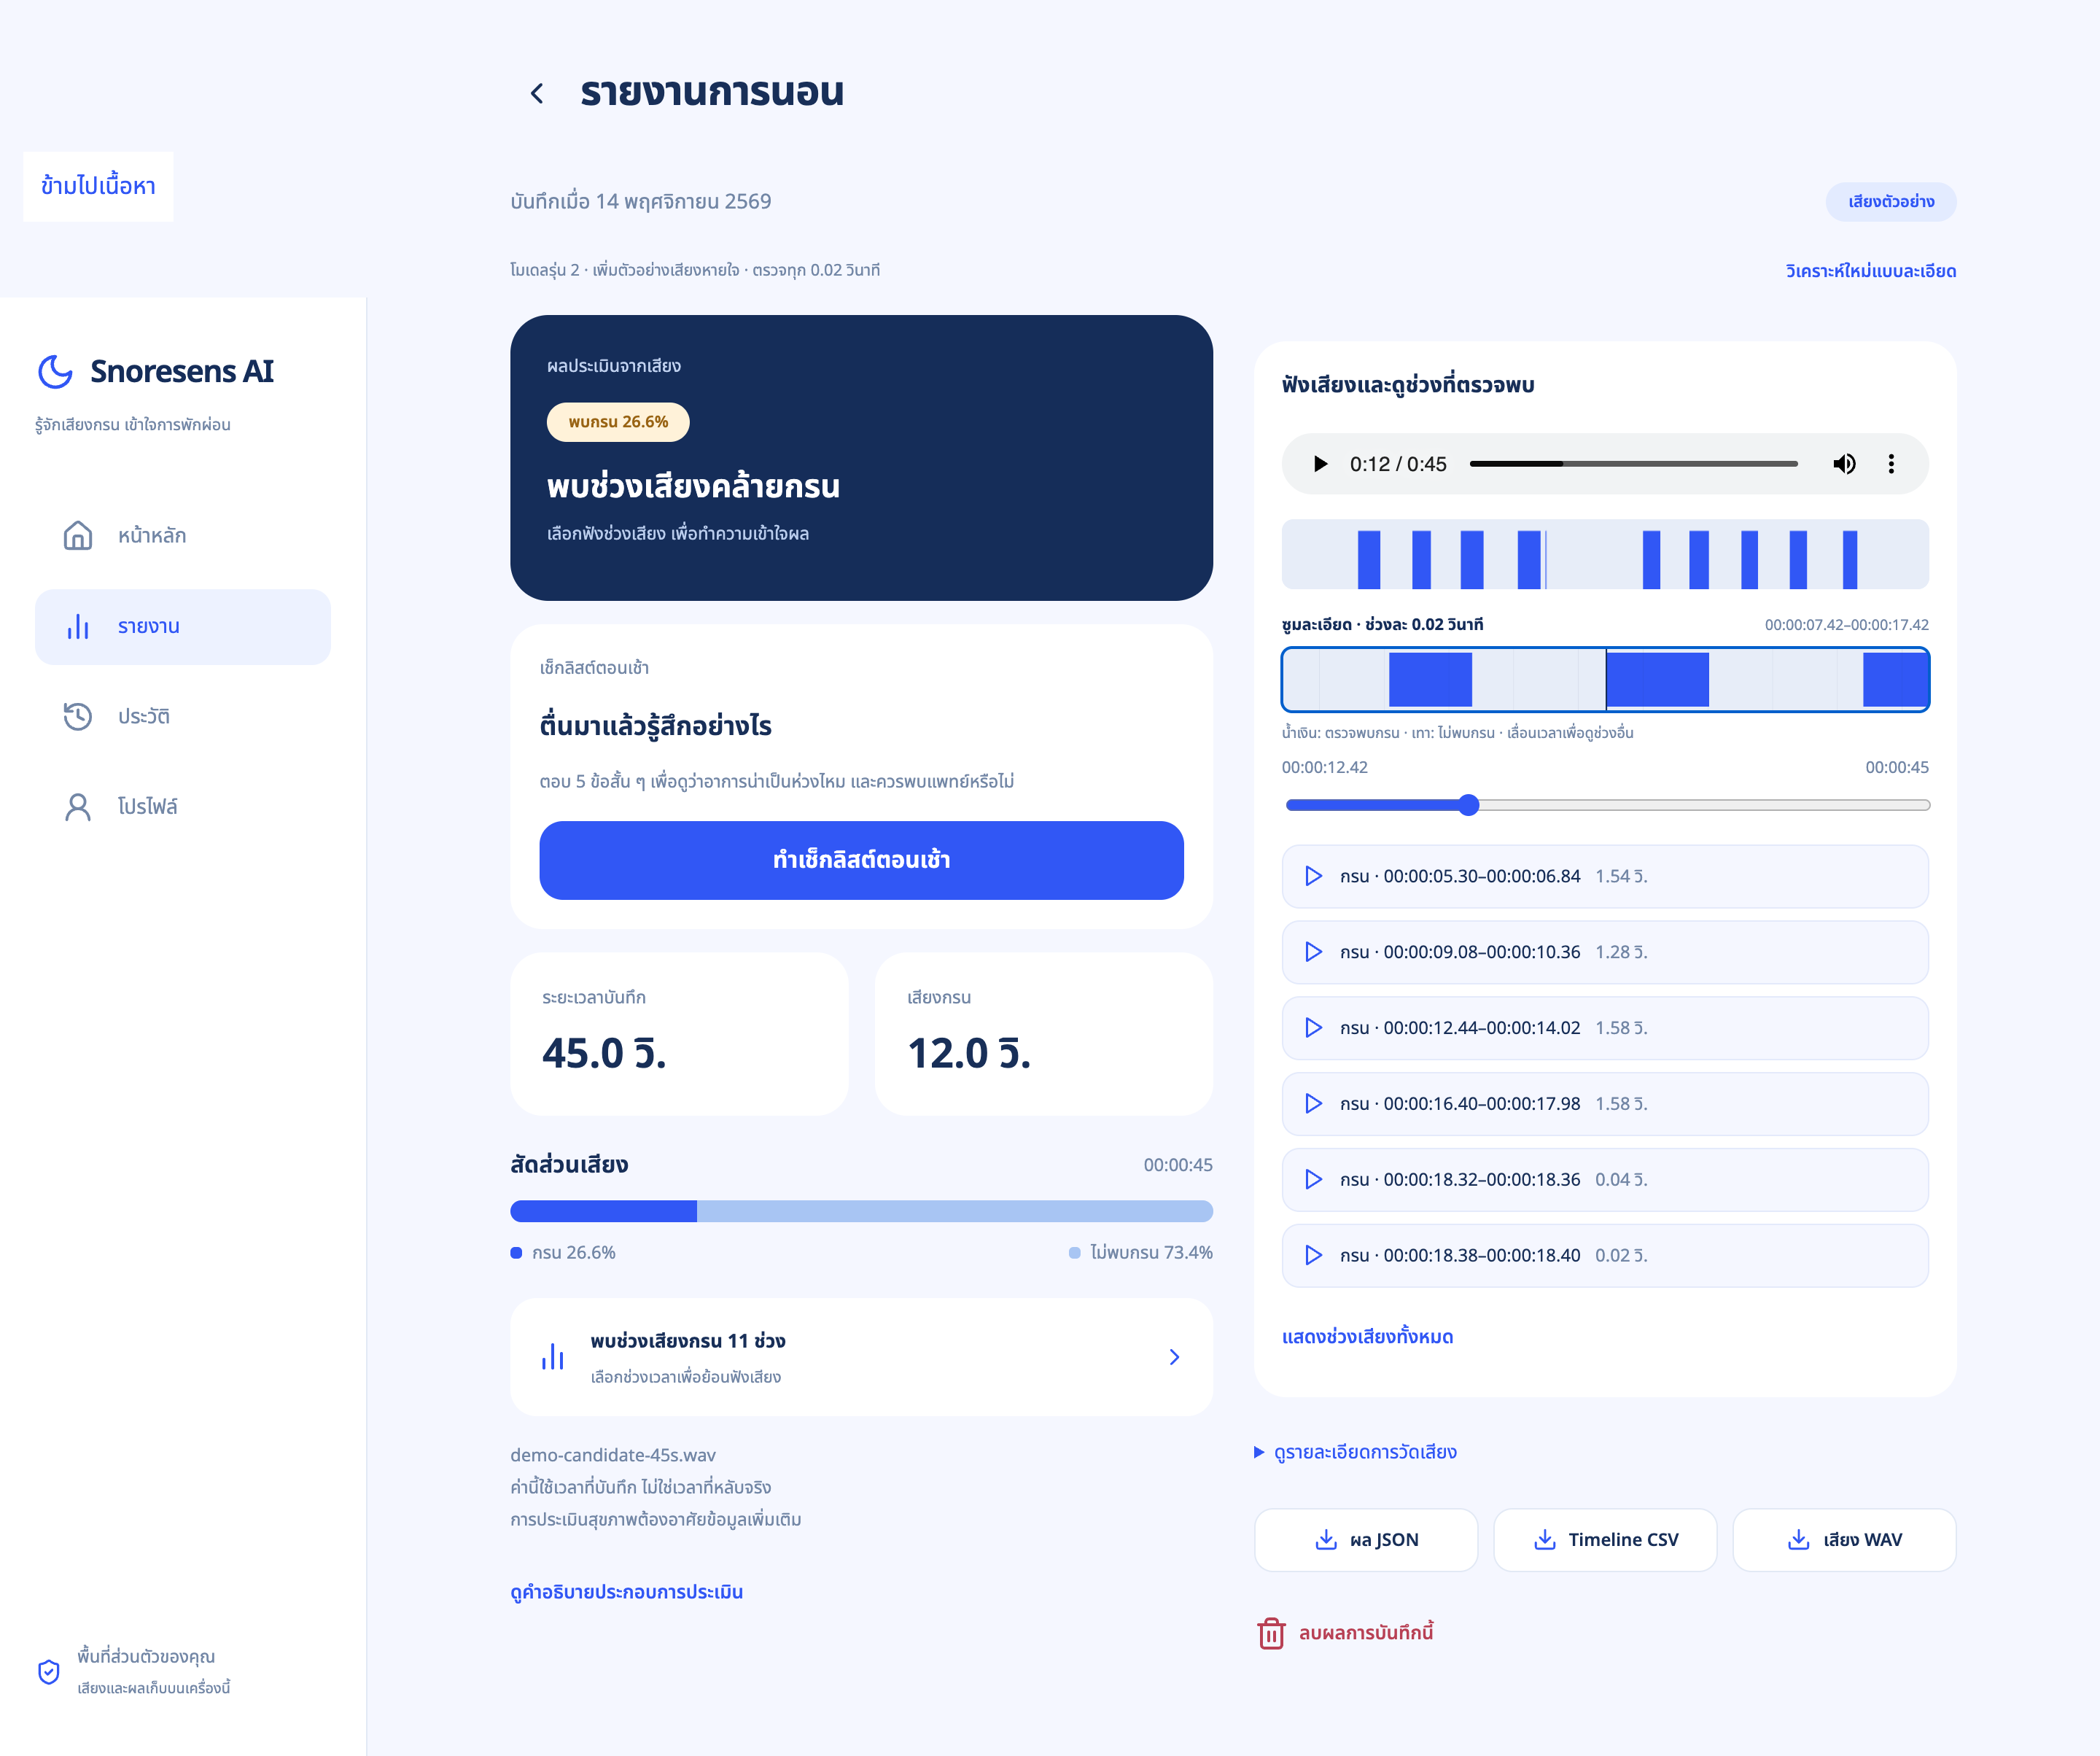 รายงานการนอน
ข้ามไปเนื้อหา
บันทึกเมื่อ 14 พฤศจิกายน 2569
เสียงตัวอย่าง
โมเดลรุ่น 2 · เพิ่มตัวอย่างเสียงหายใจ · ตรวจทุก 0.02 วินาที
วิเคราะห์ใหม่แบบละเอียด
Snoresens AI
รู้จักเสียงกรน เข้าใจการพักผ่อน
หน้าหลัก
รายงาน
ประวัติ
โปรไฟล์
พื้นที่ส่วนตัวของคุณ
เสียงและผลเก็บบนเครื่องนี้
ผลประเมินจากเสียง
พบกรน 26.6%
พบช่วงเสียงคล้ายกรน
เลือกฟังช่วงเสียง เพื่อทำความเข้าใจผล
เช็กลิสต์ตอนเช้า
ตื่นมาแล้วรู้สึกอย่างไร
ตอบ 5 ข้อสั้น ๆ เพื่อดูว่าอาการน่าเป็นห่วงไหม และควรพบแพทย์หรือไม่
ทำเช็กลิสต์ตอนเช้า
ระยะเวลาบันทึก
45.0 วิ.
เสียงกรน
12.0 วิ.
สัดส่วนเสียง
00:00:45
กรน 26.6%
ไม่พบกรน 73.4%
พบช่วงเสียงกรน 11 ช่วง
เลือกช่วงเวลาเพื่อย้อนฟังเสียง
demo-candidate-45s.wav
ค่านี้ใช้เวลาที่บันทึก ไม่ใช่เวลาที่หลับจริง
การประเมินสุขภาพต้องอาศัยข้อมูลเพิ่มเติม
ดูคำอธิบายประกอบการประเมิน
ฟังเสียงและดูช่วงที่ตรวจพบ
0:12 / 0:45
ซูมละเอียด · ช่วงละ 0.02 วินาที
00:00:07.42–00:00:17.42
น้ำเงิน: ตรวจพบกรน · เทา: ไม่พบกรน · เลื่อนเวลาเพื่อดูช่วงอื่น
00:00:12.42
00:00:45
กรน · 00:00:05.30–00:00:06.84 1.54 วิ.
กรน · 00:00:09.08–00:00:10.36 1.28 วิ.
กรน · 00:00:12.44–00:00:14.02 1.58 วิ.
กรน · 00:00:16.40–00:00:17.98 1.58 วิ.
กรน · 00:00:18.32–00:00:18.36 0.04 วิ.
กรน · 00:00:18.38–00:00:18.40 0.02 วิ.
แสดงช่วงเสียงทั้งหมด
ดูรายละเอียดการวัดเสียง
ผล JSON
Timeline CSV
เสียง WAV
ลบผลการบันทึกนี้